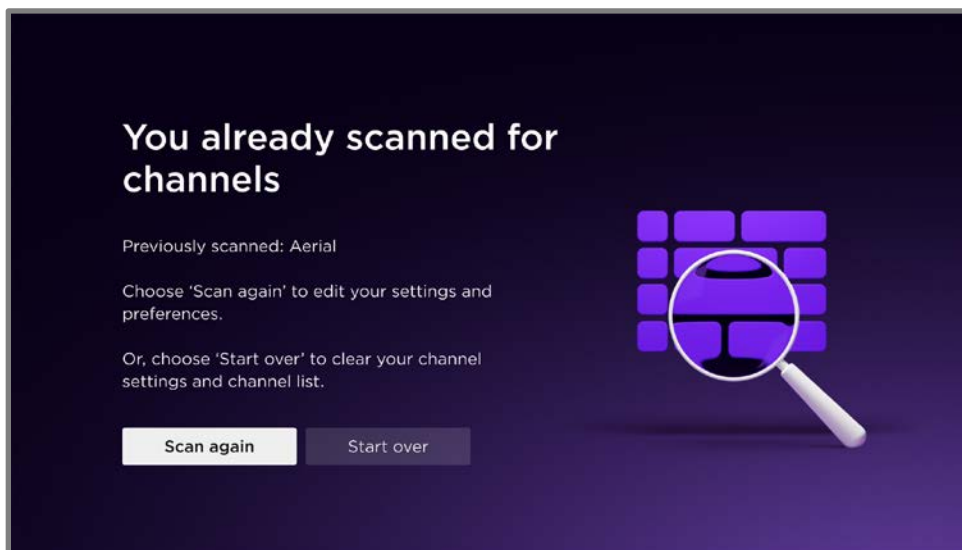 You already scanned for
channels
Previously scanned: Aerial
Choose ‘Scan again’ to edit your settings and
preferences.
Or, choose ‘Start over’ to clear your channel
settings and channel list.
Scan again
Start over